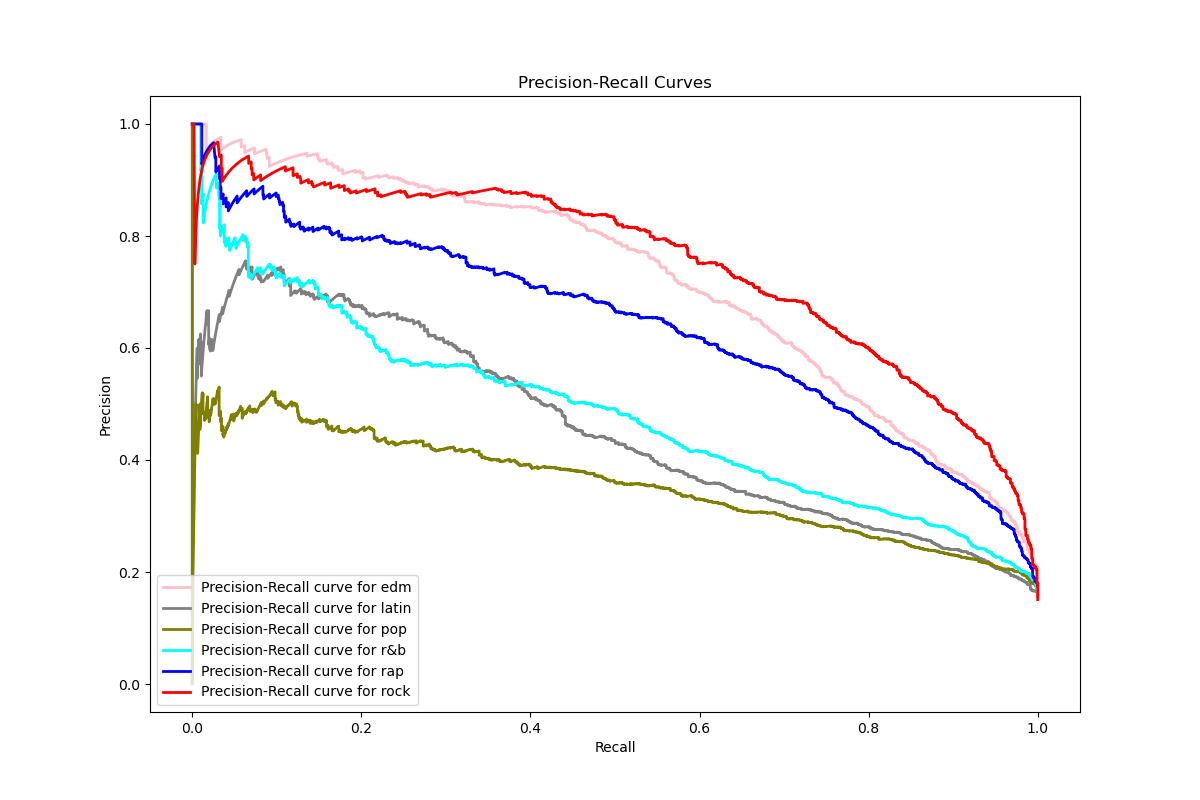 Precision-Recall Curves
1.0
0.8
0.6
0.4
0.2
0.0
Precision
Precision-Recall curve for edm
Precision-Recall curve for latin
Precision-Recall curve for pop
Precision-Recall curve for r&b
Precision-Recall curve for rap
Precision-Recall curve for rock
0.0 0.2 0.4 0.6 0.8 1.0
Recall